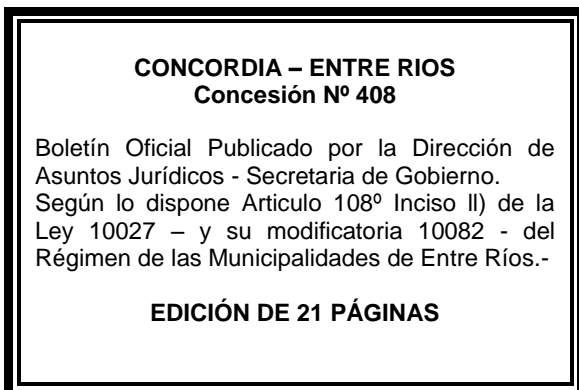 CONCORDIA – ENTRE RIOS
Concesión Nº 408
Boletín Oficial Publicado por la Dirección de
Asuntos Jurídicos - Secretaria de Gobierno.
Según lo dispone Articulo 108º Inciso ll) de la
Ley 10027 – y su modificatoria 10082 - del
Régimen de las Municipalidades de Entre Ríos.-
EDICIÓN DE 21 PÁGINAS